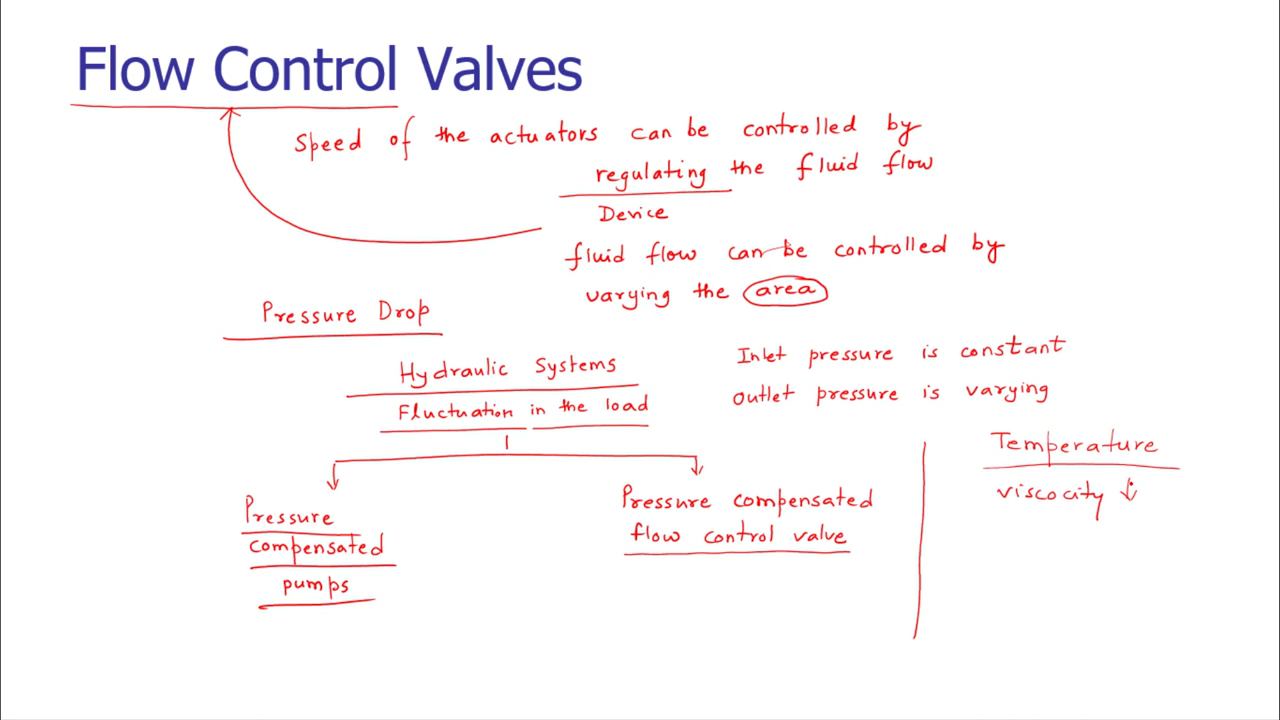 Flow Control Valves
Speed of the actuators can be controlled by
regulating the fluid flow
Device
fluid flow can be controlled by
varying the area
Pressure Drop
Hydraulic Systems
Fluctuation in the load
Inlet pressure is constant
outlet pressure is varying
Temperature
viscocity ↓
Pressure
compensated
pumps
Pressure compensated
flow control valve